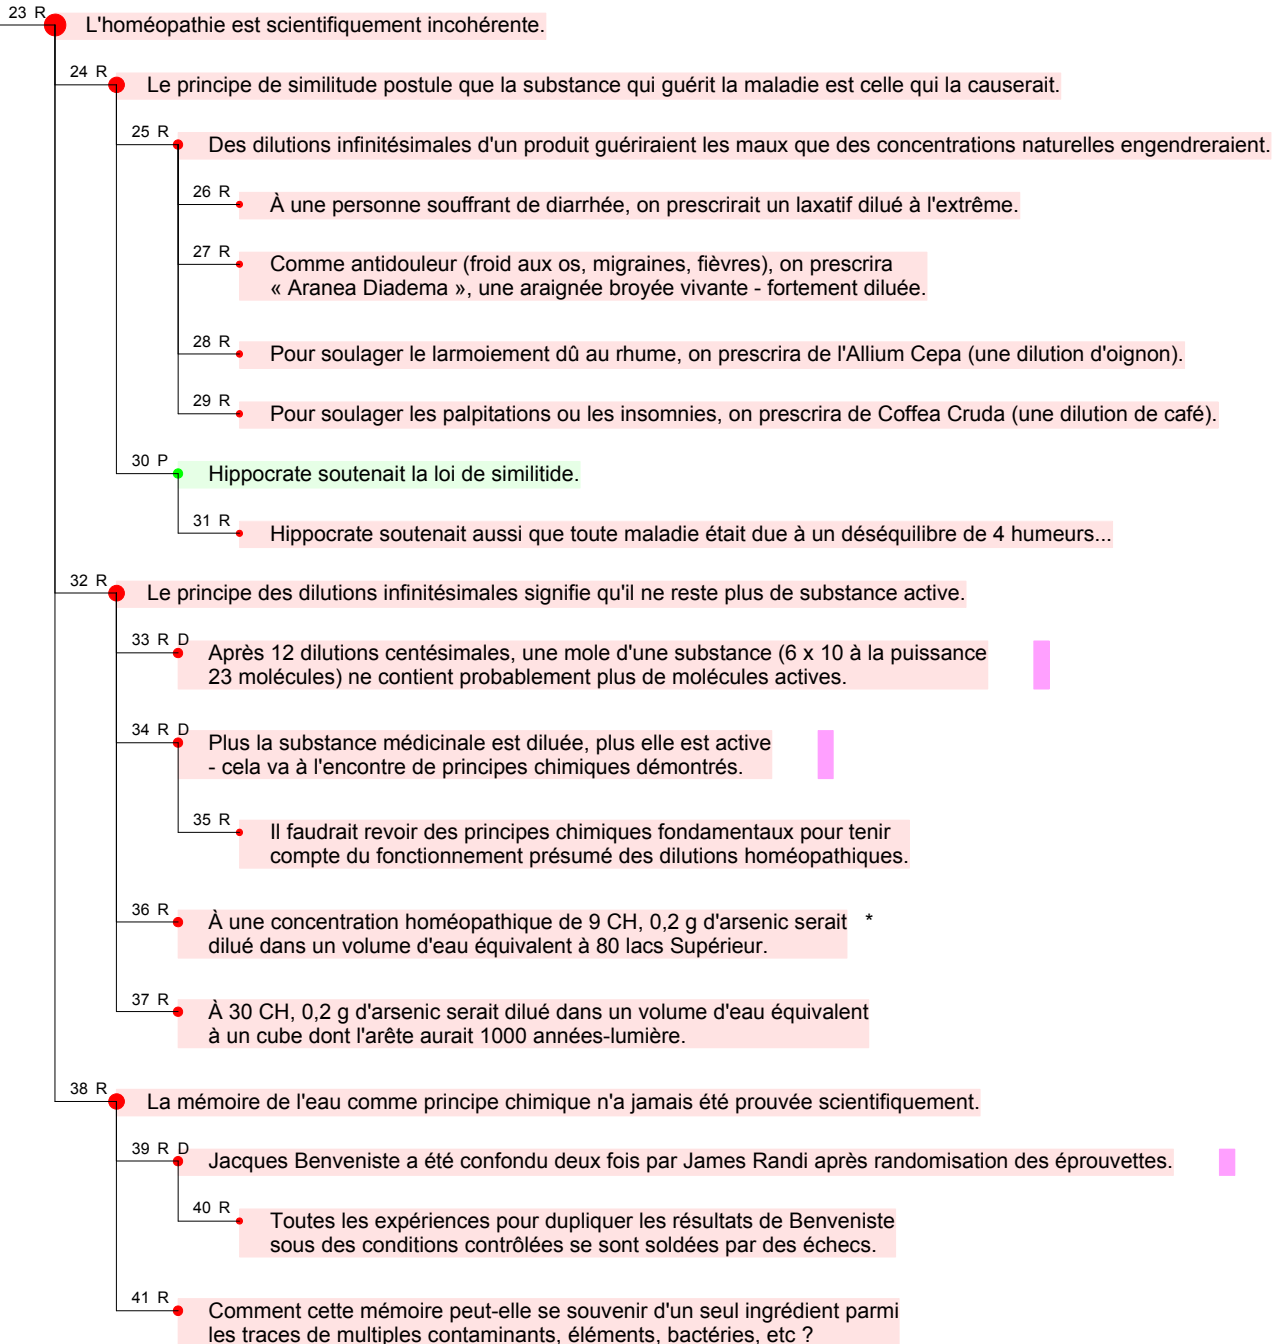 23 R
L'homéopathie est scientifiquement incohérente.
24 R
Le principe de similitude postule que la substance qui guérit la maladie est celle qui la causerait.
25 R
Des dilutions infinitésimales d'un produit guériraient les maux que des concentrations naturelles engendreraient.
26 R
À une personne souffrant de diarrhée, on prescrirait un laxatif dilué à l'extrême.
27 R
Comme antidouleur (froid aux os, migraines, fièvres), on prescrira
« Aranea Diadema », une araignée broyée vivante - fortement diluée.
28 R
Pour soulager le larmoiement dû au rhume, on prescrira de l'Allium Cepa (une dilution d'oignon).
29 R
Pour soulager les palpitations ou les insomnies, on prescrira de Coffea Cruda (une dilution de café).
30 P
Hippocrate soutenait la loi de similitide.
31 R
Hippocrate soutenait aussi que toute maladie était due à un déséquilibre de 4 humeurs...
32 R
Le principe des dilutions infinitésimales signifie qu'il ne reste plus de substance active.
33 R D
Après 12 dilutions centésimales, une mole d'une substance (6 x 10 à la puissance
23 molécules) ne contient probablement plus de molécules actives.
34 R D
Plus la substance médicinale est diluée, plus elle est active
- cela va à l'encontre de principes chimiques démontrés.
35 R
Il faudrait revoir des principes chimiques fondamentaux pour tenir
compte du fonctionnement présumé des dilutions homéopathiques.
36 R
À une concentration homéopathique de 9 CH, 0,2 g d'arsenic serait *
dilué dans un volume d'eau équivalent à 80 lacs Supérieur.
37 R
À 30 CH, 0,2 g d'arsenic serait dilué dans un volume d'eau équivalent
à un cube dont l'arête aurait 1000 années-lumière.
38 R
La mémoire de l'eau comme principe chimique n'a jamais été prouvée scientifiquement.
39 R D
Jacques Benveniste a été confondu deux fois par James Randi après randomisation des éprouvettes.
40 R
Toutes les expériences pour dupliquer les résultats de Benveniste
sous des conditions contrôlées se sont soldées par des échecs.
41 R
Comment cette mémoire peut-elle se souvenir d'un seul ingrédient parmi
les traces de multiples contaminants, éléments, bactéries, etc ?